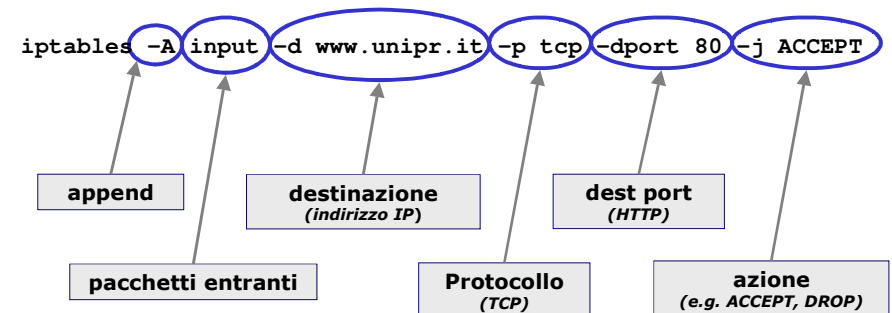 iptables –A input –d www.unipr.it –p tcp –dport 80 –j ACCEPT
append
destinazione
(indirizzo IP)
dest port
(HTTP)
pacchetti entranti
Protocollo
(TCP)
azione
(e.g. ACCEPT, DROP)